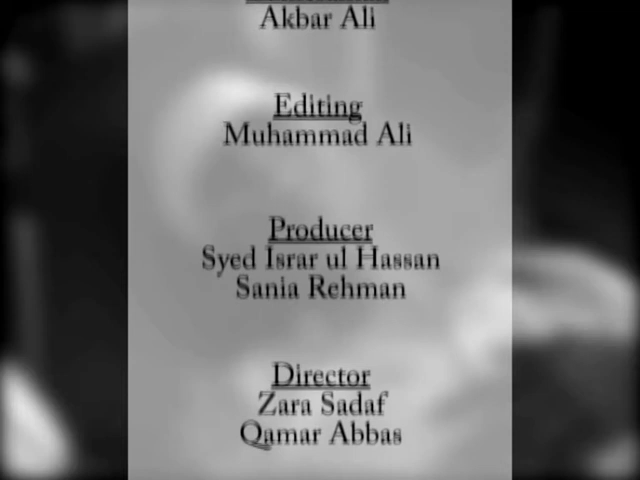 Akbar Ali
Editing
Muhammad Ali
Producer
Syed Israr ul Hassan
Sania Rehman
Director
Zara Sadaf
Qamar Abbas